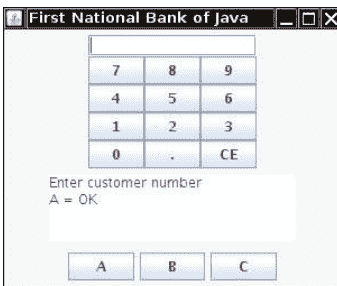 First National Bank of Java
7 8 9
4 5 6
1 2 3
0 . CE
Enter customer number
A = OK
A B C